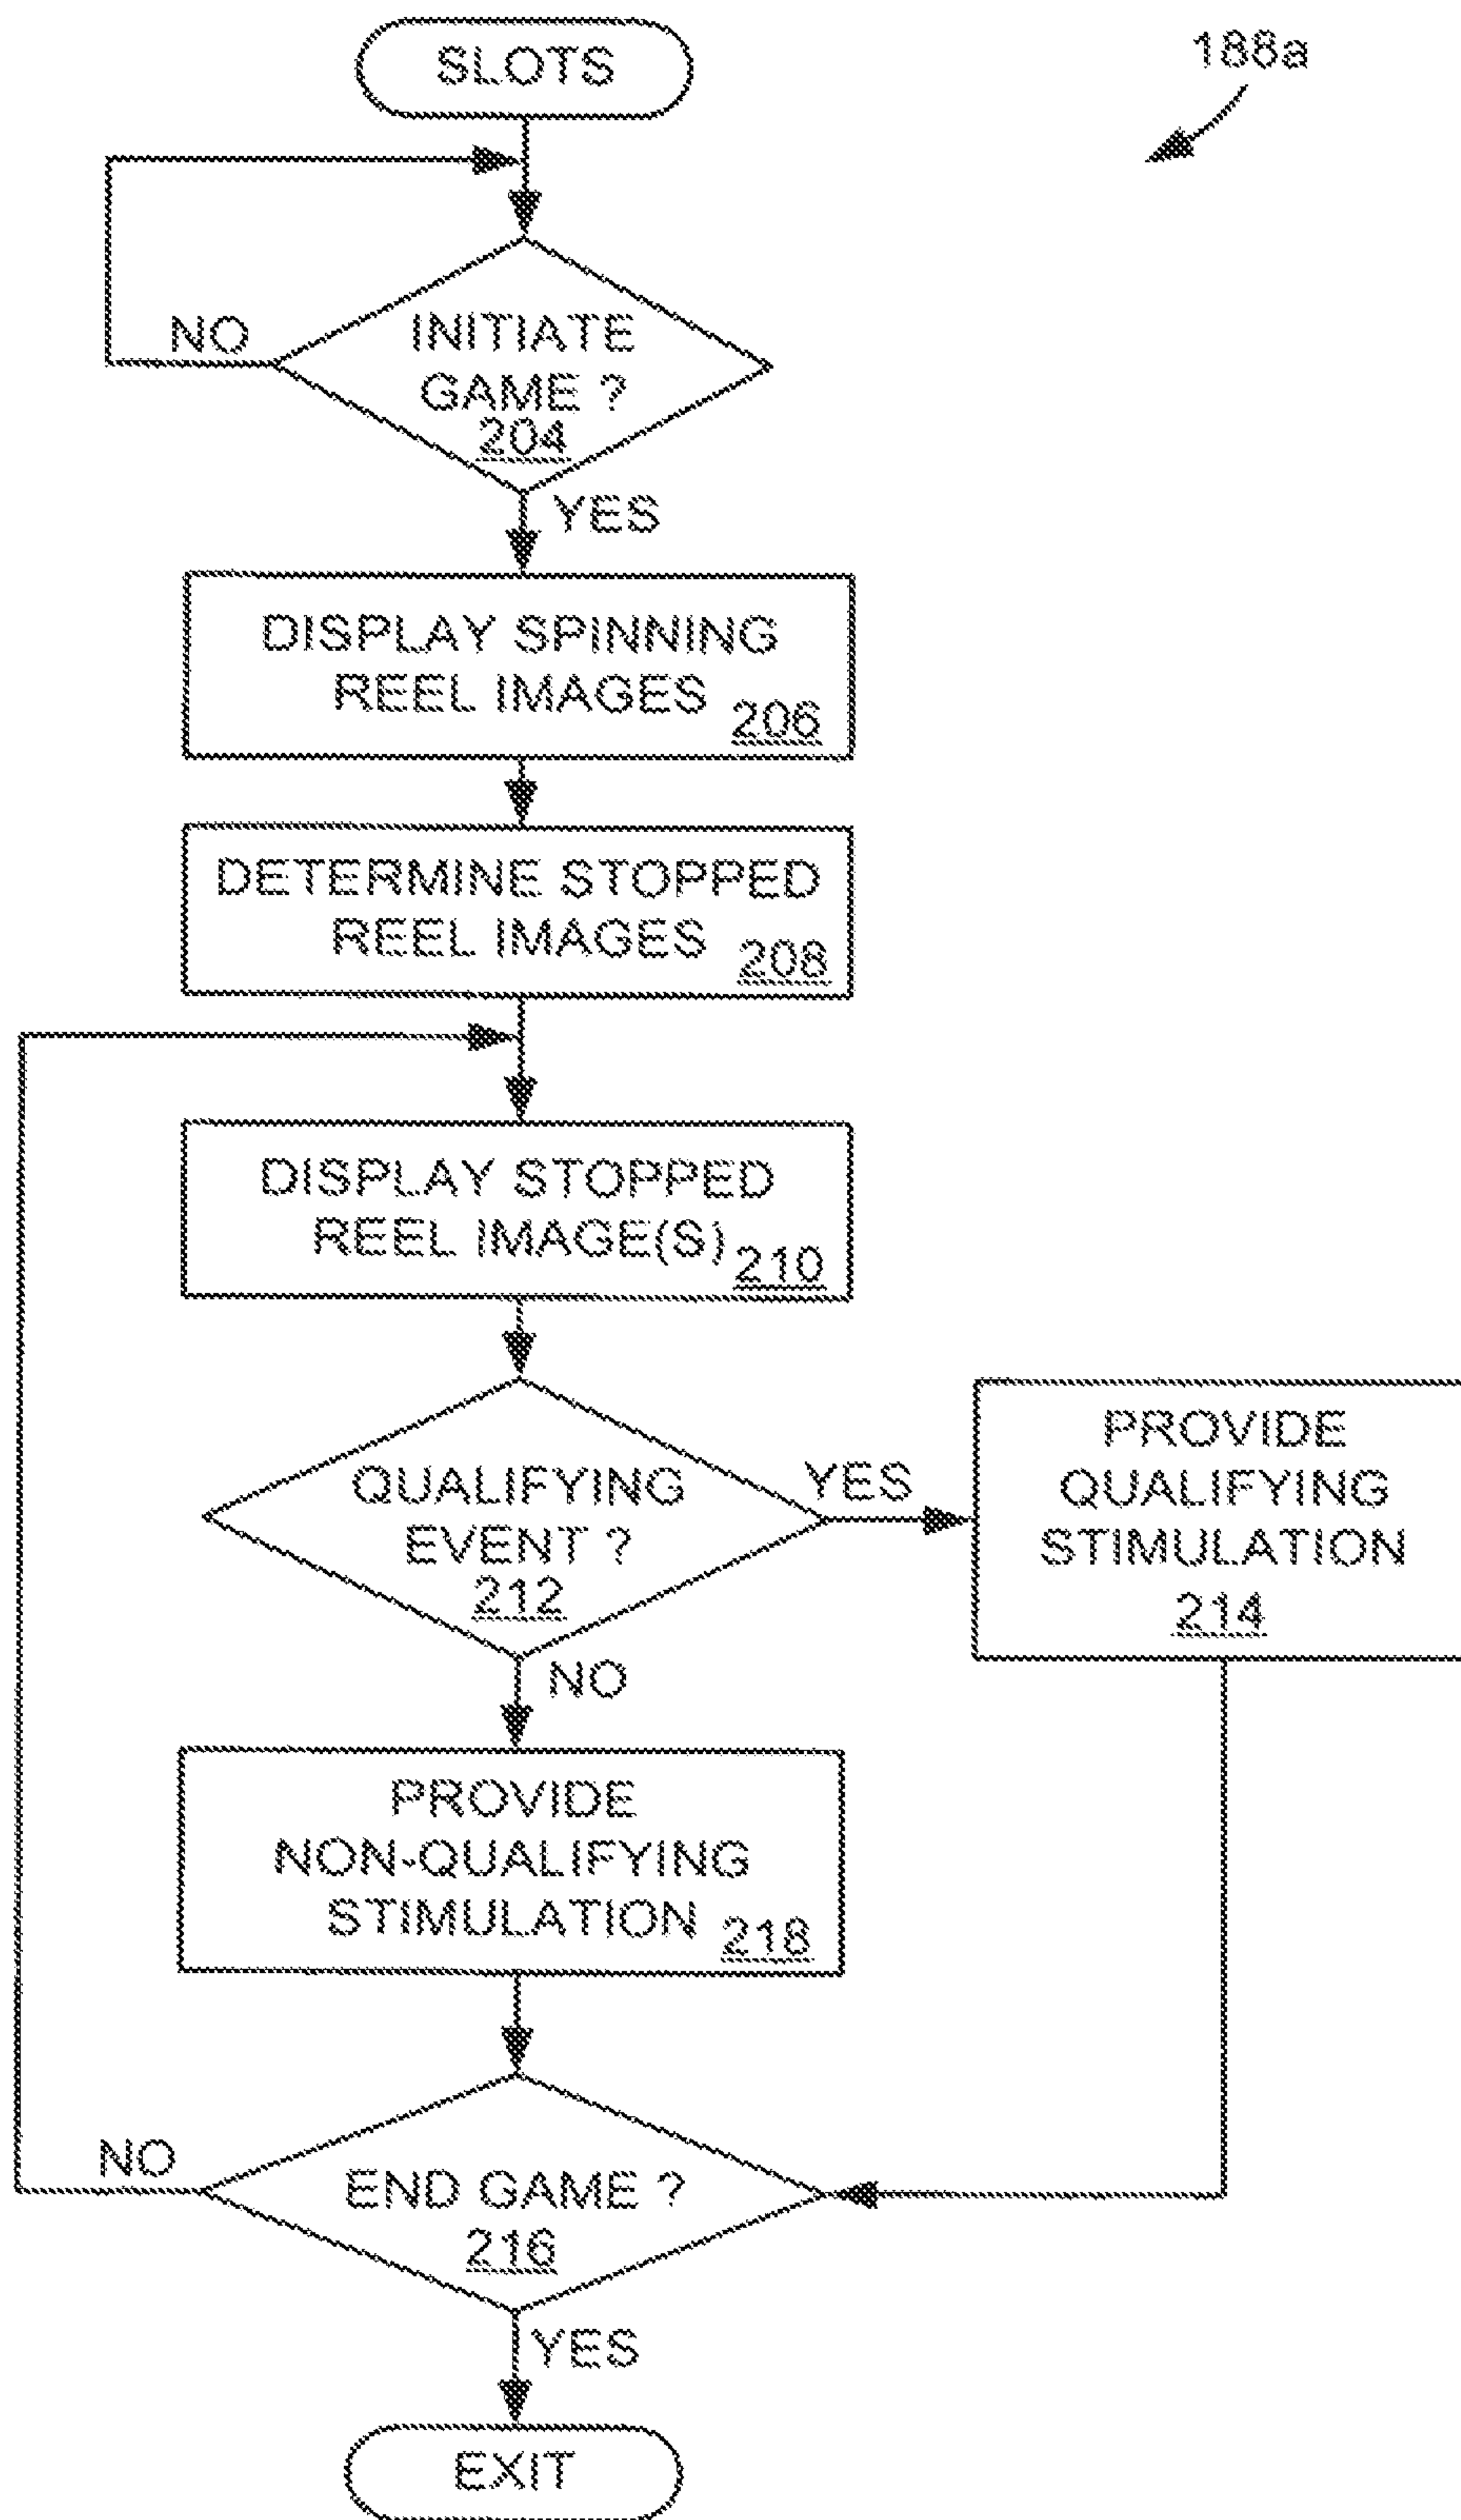 SLOTS
188a
NO
INITIATE
GAME ?
204
YES
DISPLAY SPINNING
REEL IMAGES
206
DETERMINE STOPPED
REEL IMAGES
208
DISPLAY STOPPED
REEL IMAGE(S)
210
QUALIFYING
EVENT ?
212
YES
PROVIDE
QUALIFYING
STIMULATION
214
NO
PROVIDE
NON-QUALIFYING
STIMULATION
218
NO
END GAME ?
216
YES
EXIT